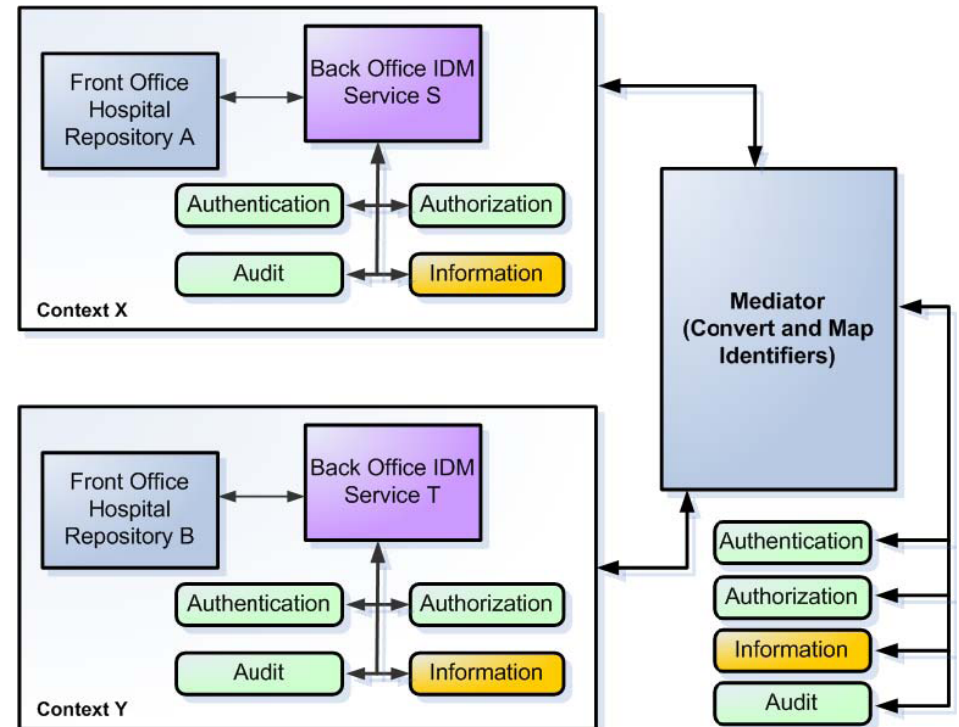 Front Office
Hospital
Repository A
Back Office IDM
Service S
Authentication
Authorization
Audit
Information
Context X
Mediator
(Convert and Map
Identifiers)
Front Office
Hospital
Repository B
Back Office IDM
Service T
Authentication
Authorization
Audit
Information
Context Y
Authentication
Authorization
Information
Audit